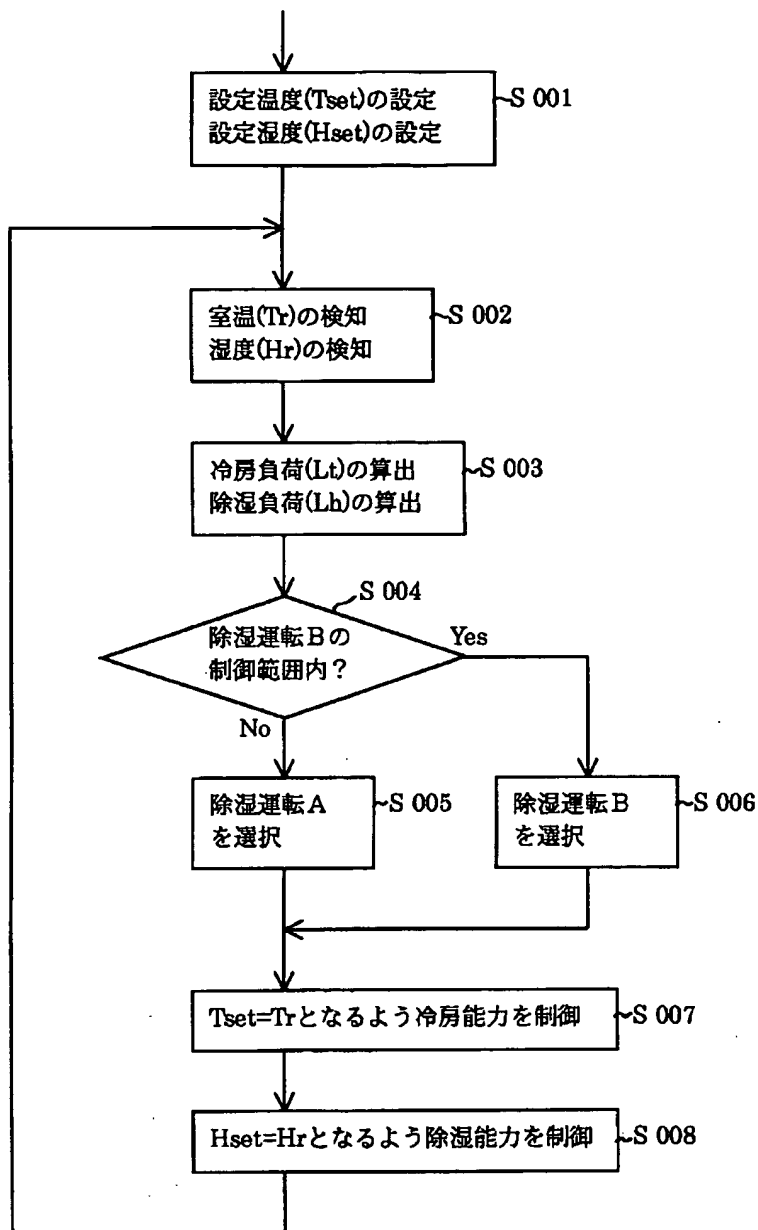 設定温度(Tset)の設定
設定湿度(Hset)の設定
S 001
室温(Tr)の検知
湿度(Hr)の検知
S 002
冷房負荷(Lt)の算出
除湿負荷(Lh)の算出
S 003
S 004
除湿運転Bの
制御範囲内?
Yes
No
除湿運転A
を選択
S 005
除湿運転B
を選択
S 006
Tset=Trとなるよう冷房能力を制御
S 007
Hset=Hrとなるよう除湿能力を制御
S 008